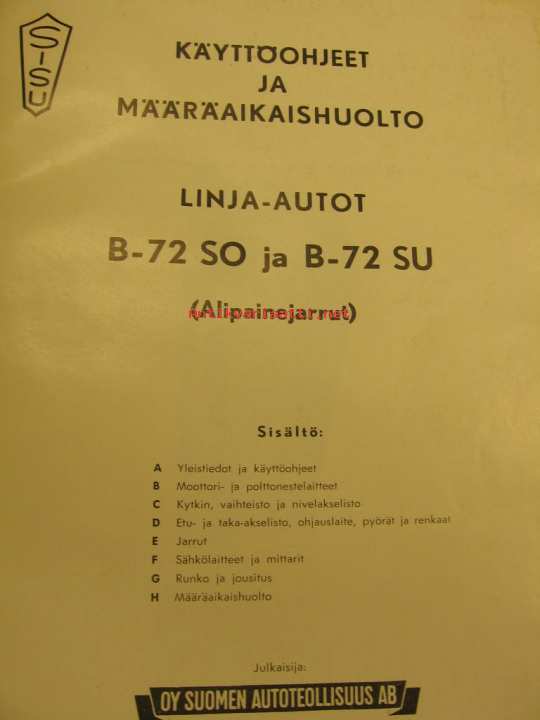 SISU
KÄYTTÖOHJEET
JA
MÄÄRÄAIKAISHUOLTO
LINJA-AUTOT
B-72 SO ja B-72 SU
(Alipainejarrut)
Sisältö:
A Yleistiedot ja käyttöohjeet
B Moottori- ja polttonestelaitteet
C Kytkin, vaihteisto ja nivelakselisto
D Etu- ja taka-akselisto, ohjauslaite, pyörät ja renkaat
E Jarrut
F Sähkölaitteet ja mittarit
G Runko ja jousitus
H Määräaikaishuolto
Julkaisija:
OY SUOMEN AUTOTEOLLISUUS AB